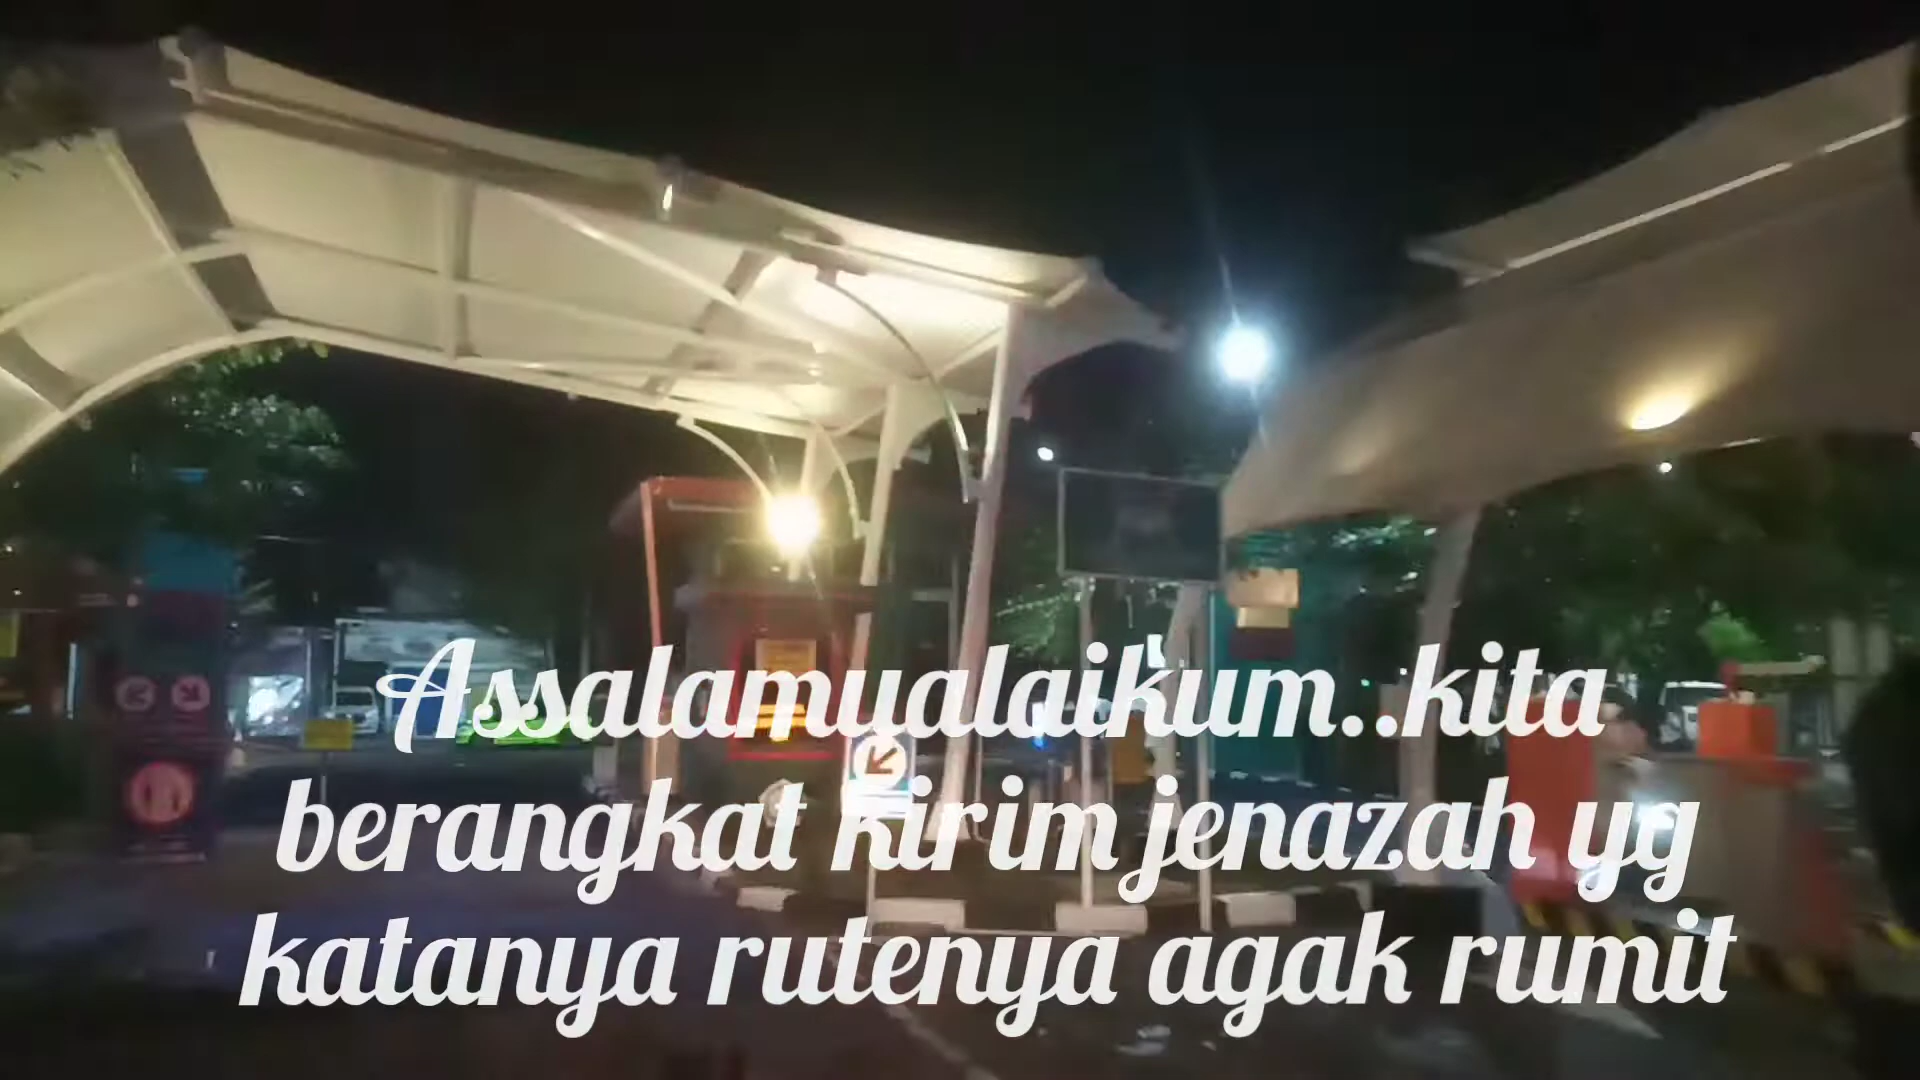 Assalamualaikum..kita
berangkat kirim jenazah yg
katanya rutenya agak rumit